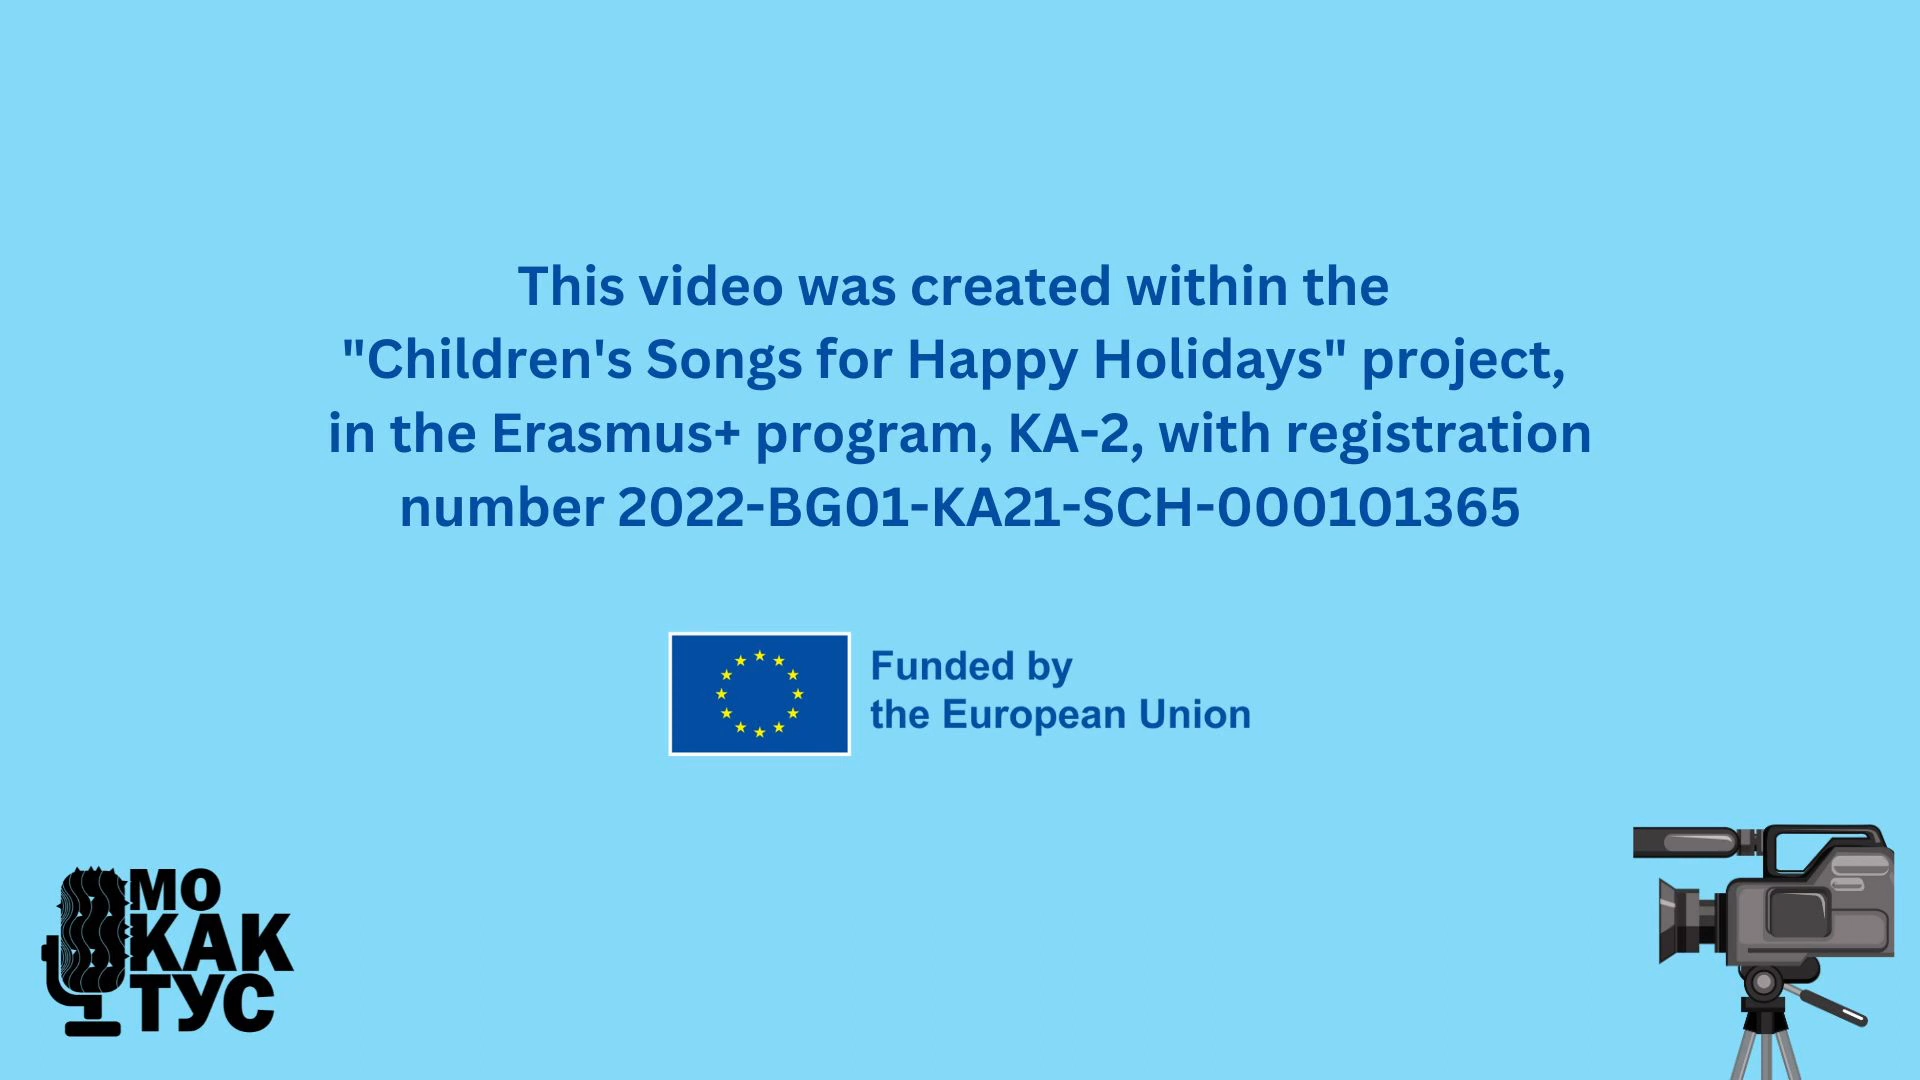 This video was created within the
"Children's Songs for Happy Holidays" project,
in the Erasmus+ program, KA-2, with registration
number 2022-BG01-KA21-SCH-000101365
Funded by
the European Union
МО
КАК
ТУС